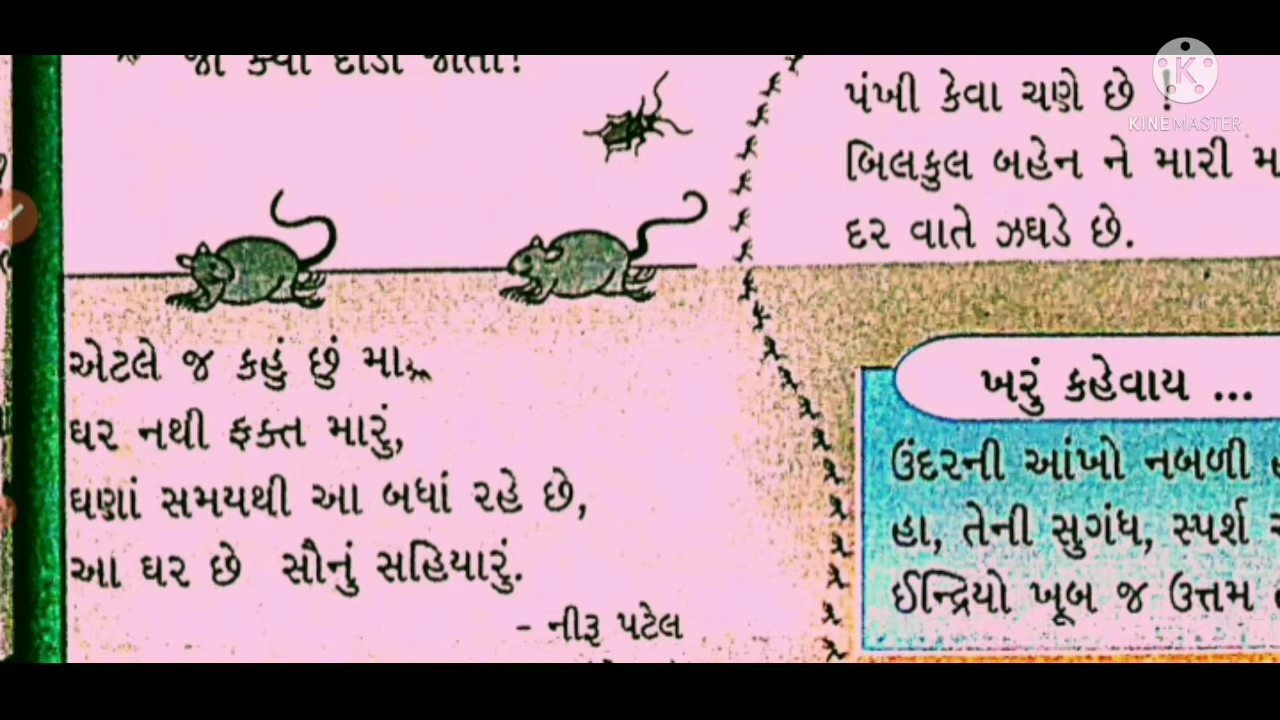 એટલે જ કહું છું મા
ઘર નથી ફક્ત મારું,
ઘણાં સમયથી આ બધાં રહે છે,
આ ઘર છે સૌનું સહિયારું.
- નીરૂ પટેલ
પંખી કેવા ચણે છે !
બિલકુલ બહેન ને મારી
દર વાતે ઝઘડે છે.
ખરું કહેવાય ...
ઉંદરની આંખો નબળી
હા, તેની સુગંધ, સ્પર્શ
ઈન્દ્રિયો ખૂબ જ ઉત્તમ
KINEMASTER